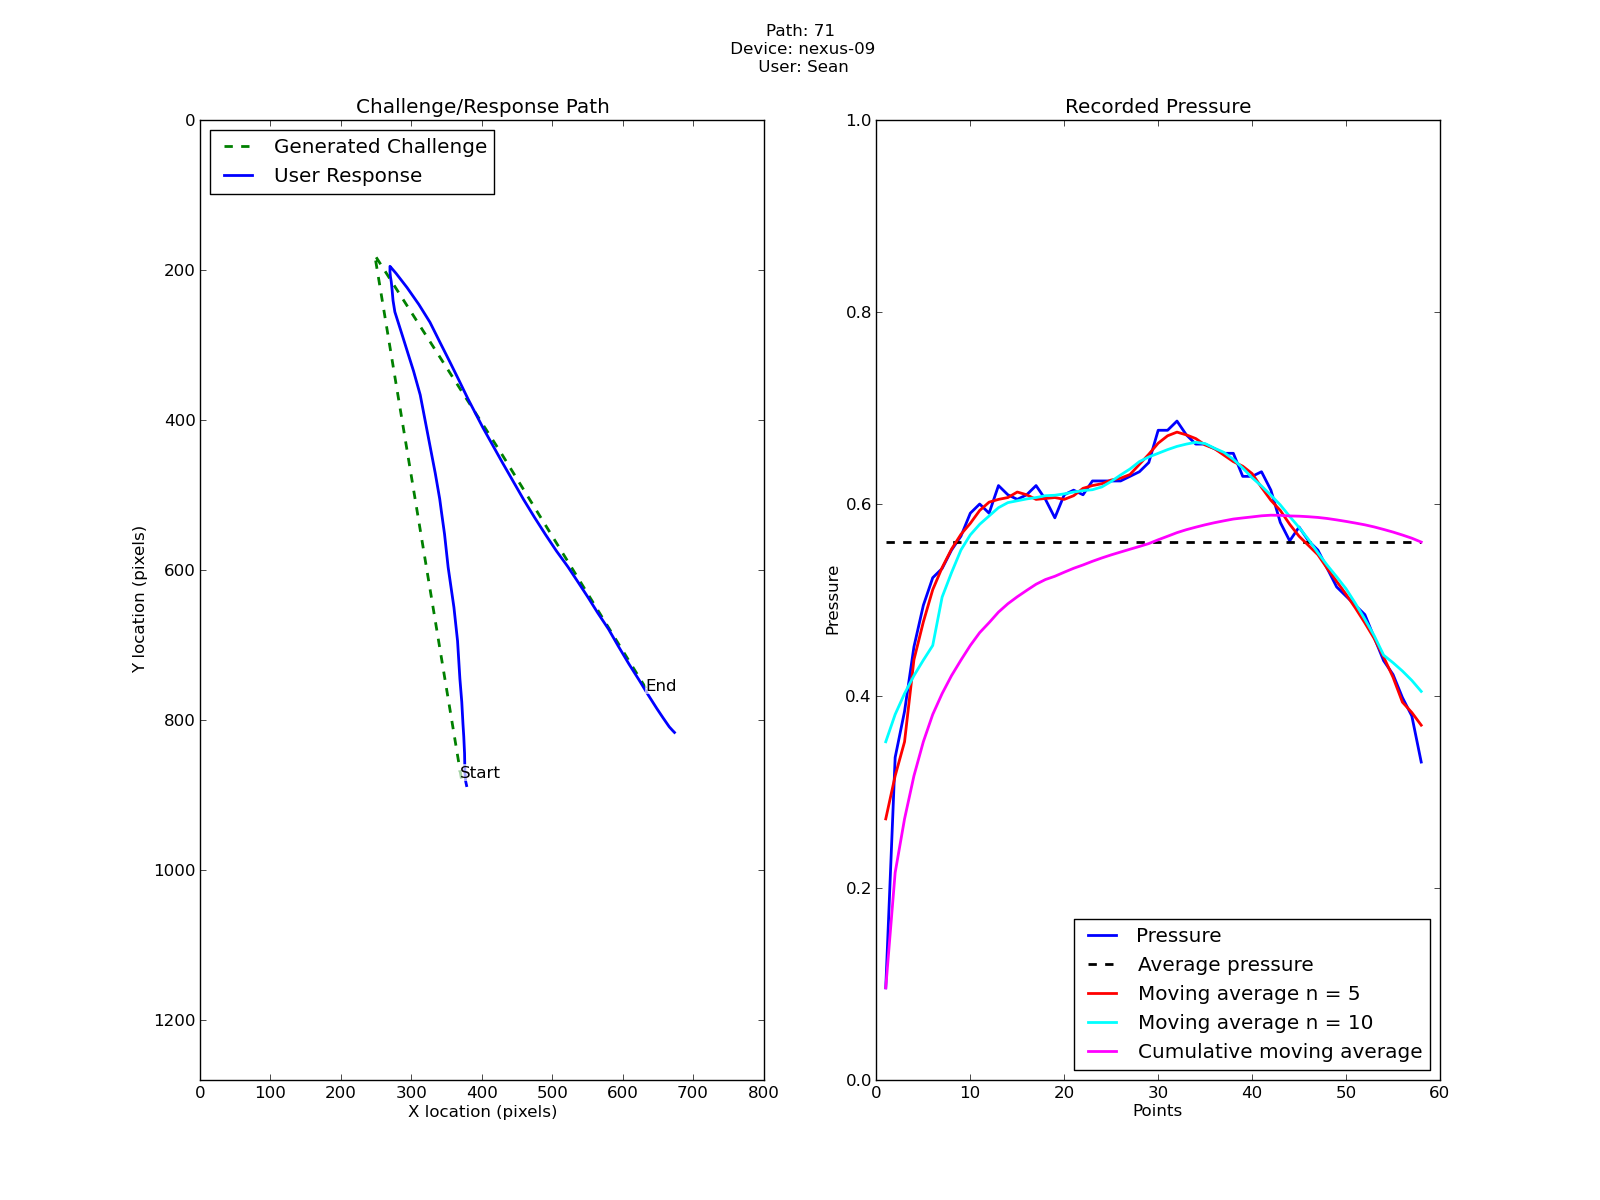 Path: 71
Device: nexus-09
User: Sean
Challenge/Response Path
Generated Challenge
User Response
0
200
400
600
800
1000
1200
Y location (pixels)
Start
End
0 100 200 300 400 500 600 700 800
X location (pixels)
Recorded Pressure
1.0
0.8
0.6
0.4
0.2
0.0
Pressure
Pressure
Average pressure
Moving average n = 5
Moving average n = 10
Cumulative moving average
0 10 20 30 40 50 60
Points